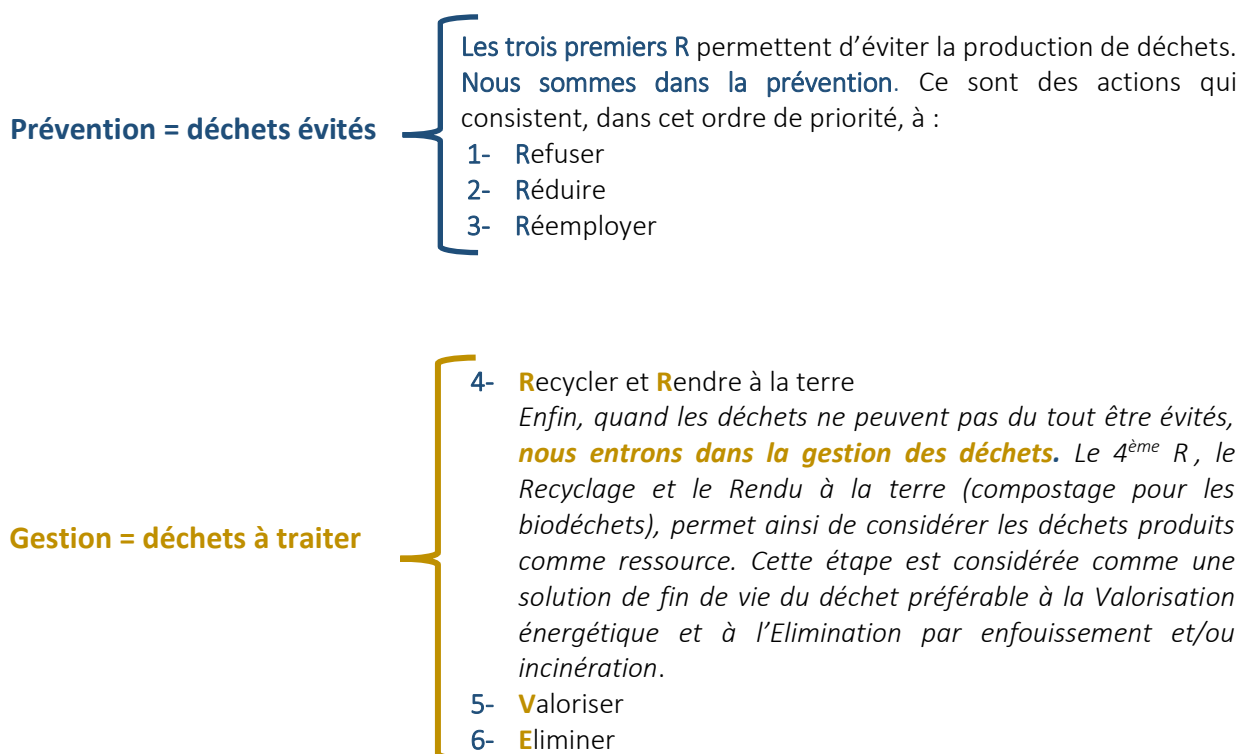 Prévention = déchets évités
Les trois premiers R permettent d’éviter la production de déchets.
Nous sommes dans la prévention. Ce sont des actions qui
consistent, dans cet ordre de priorité, à :
1- Refuser
2- Réduire
3- Réemployer
Gestion = déchets à traiter
4- Recycler et Rendre à la terre
Enfin, quand les déchets ne peuvent pas du tout être évités,
nous entrons dans la gestion des déchets. Le 4ème R , le
Recyclage et le Rendu à la terre (compostage pour les
biodéchets), permet ainsi de considérer les déchets produits
comme ressource. Cette étape est considérée comme une
solution de fin de vie du déchet préférable à la Valorisation
énergétique et à l’Elimination par enfouissement et/ou
incinération.
5- Valoriser
6- Eliminer